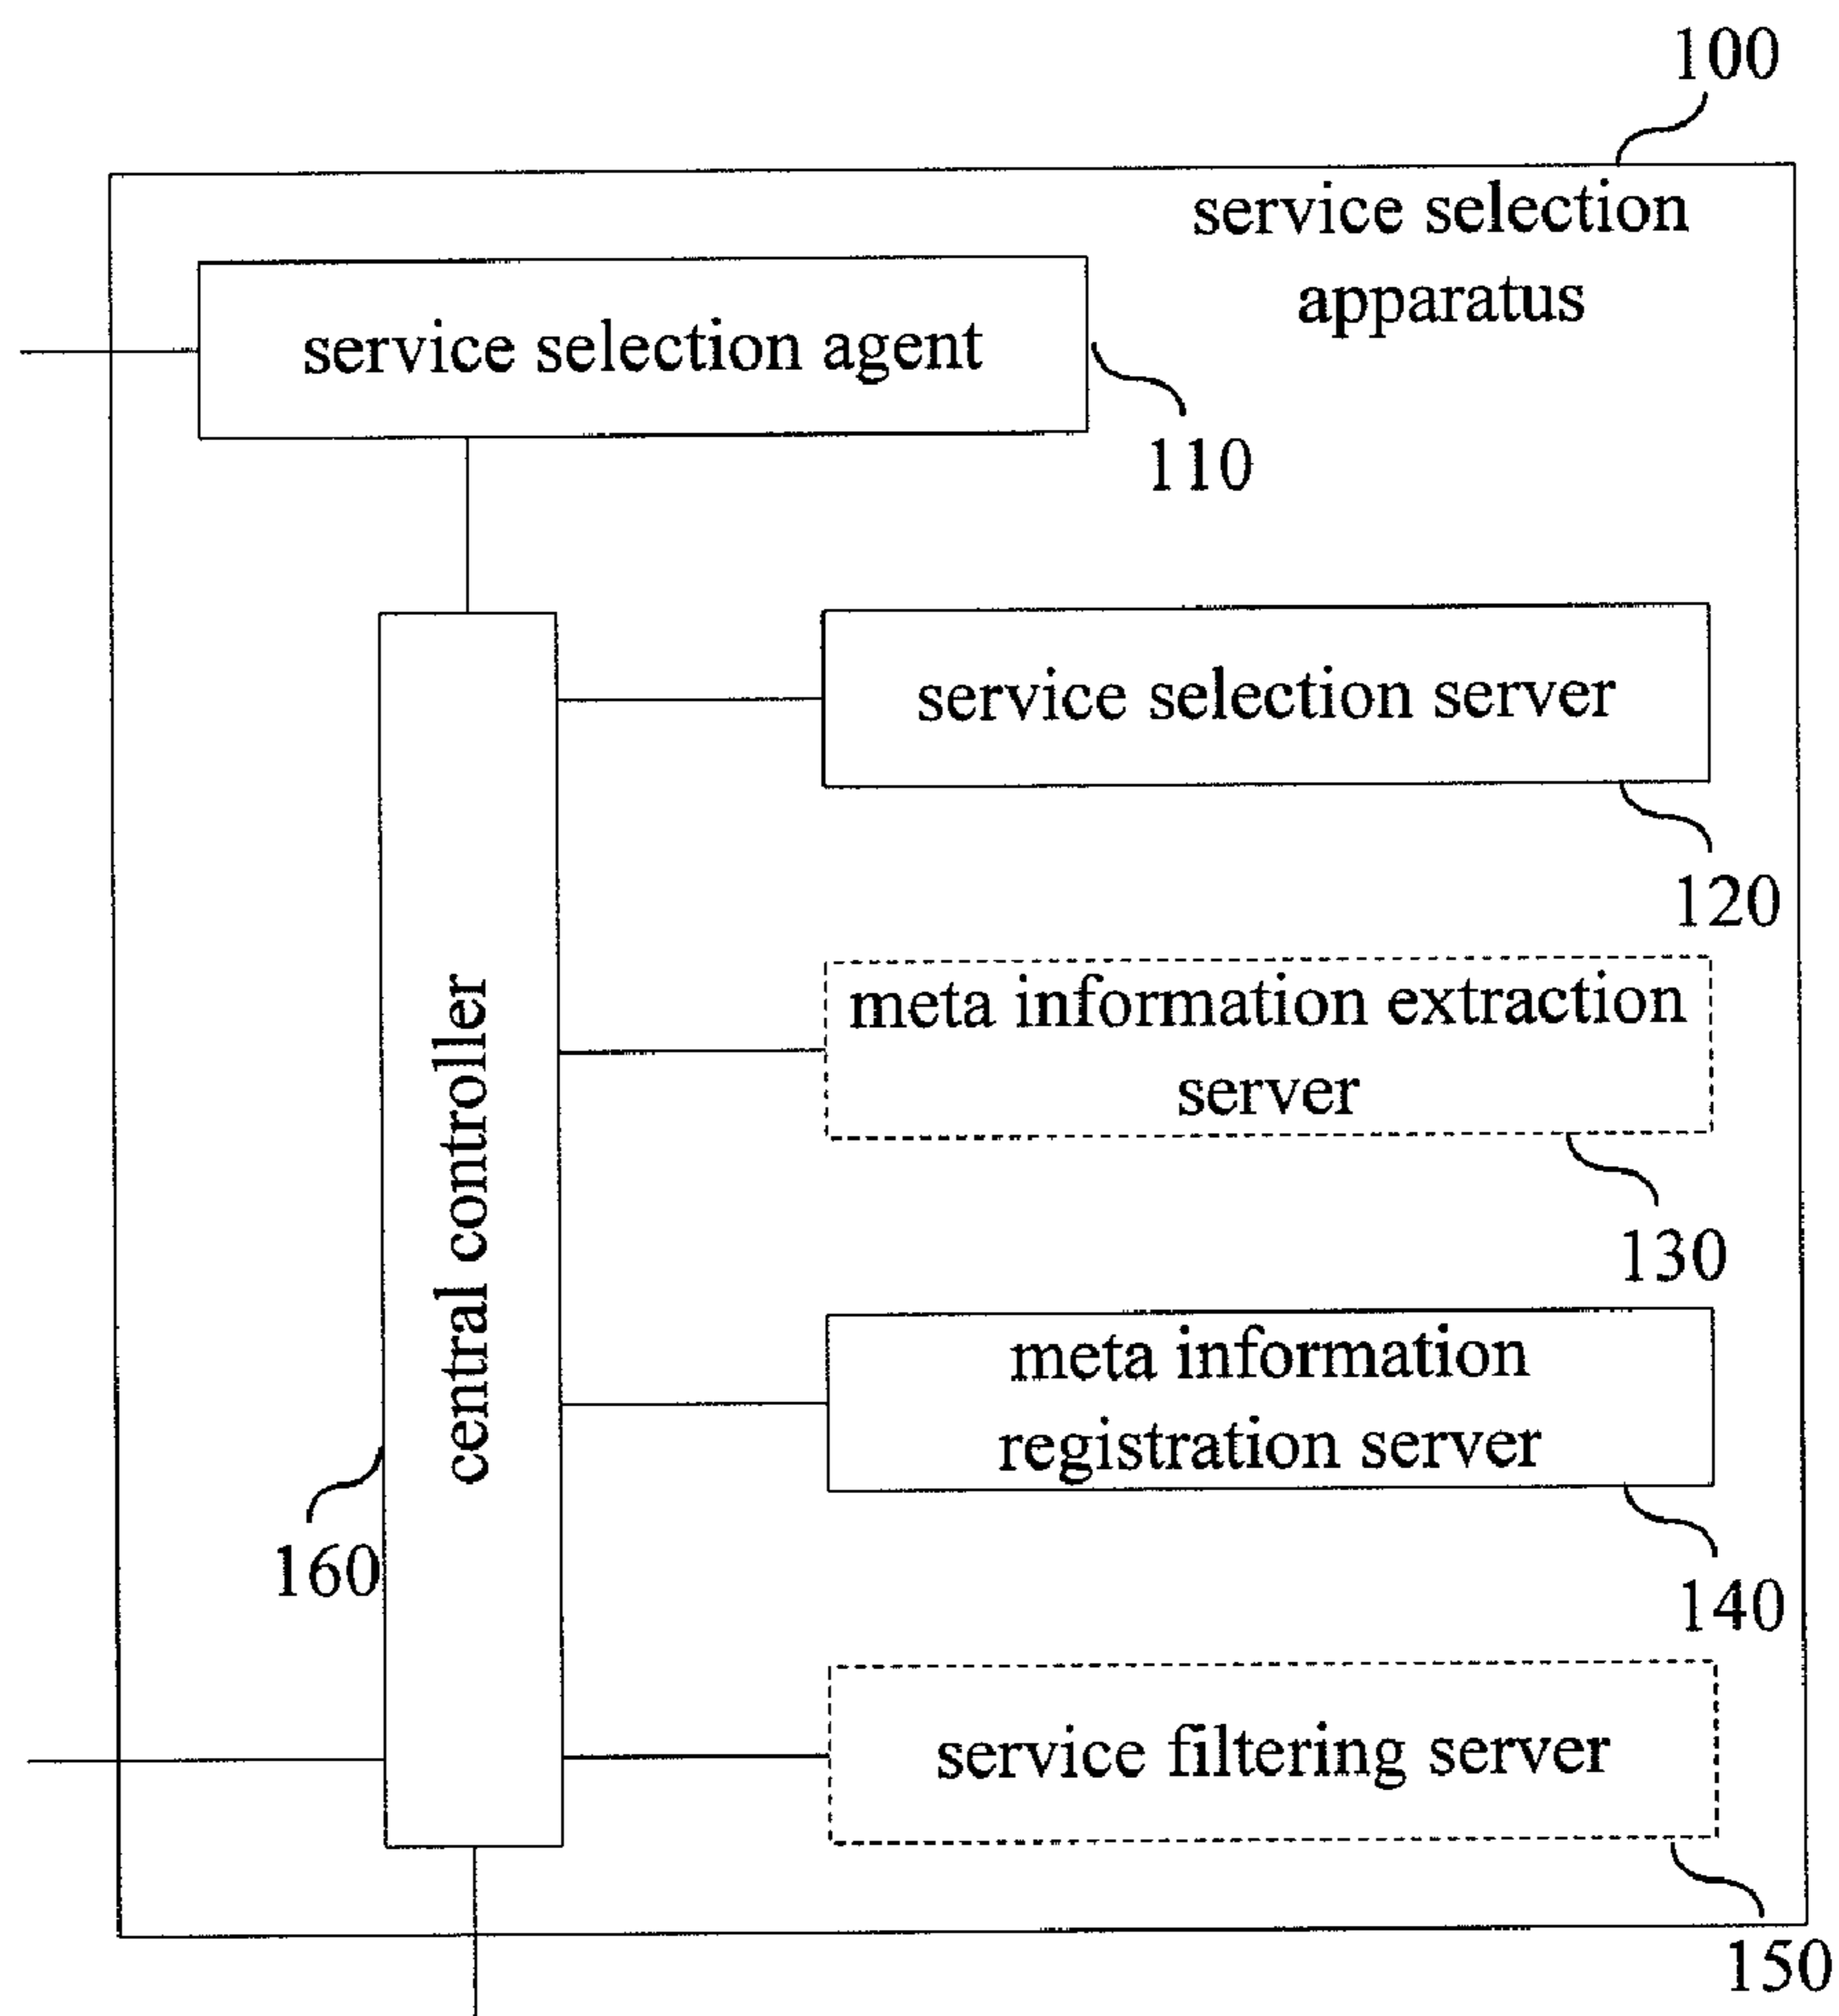 100
service selection
apparatus
service selection agent
110
service selection server
120
meta information extraction
server
130
central controller
160
meta information
registration server
140
service filtering server
150